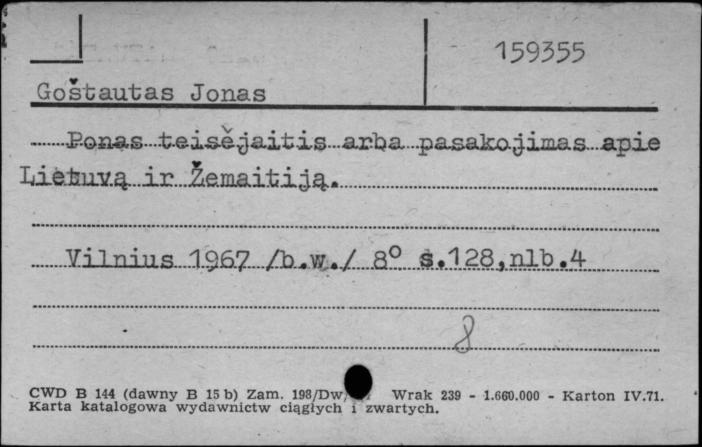 159355
Goštautas Jonas
Ponas teisėjaitis arba pasakojimas apie
Lietuvą ir Žemaitiją.
Vilnius 1967 /b.w./ 8° s.128,nlb.4
8
CWD B 144 (dawny B 15 b) Zam. 198/Dw/ Wrak 239 - 1.660.000 - Karton IV.71.
Karta katalogowa wydawnictw ciągłych i zwartych.